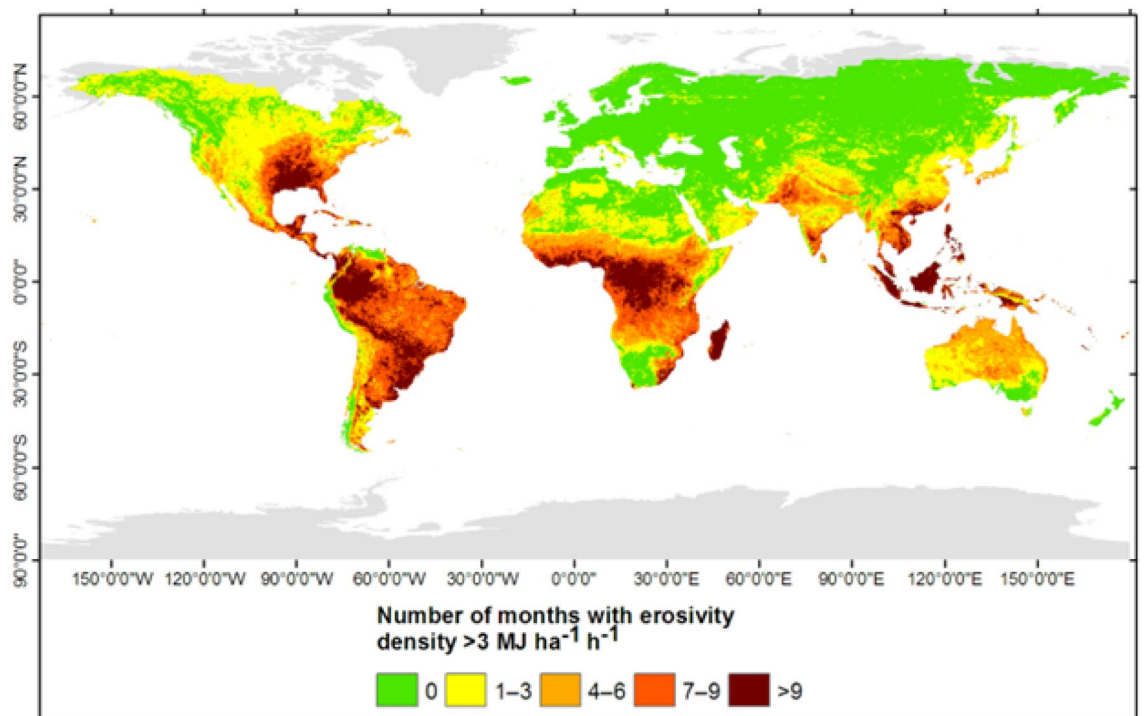 60°0'0"N
30°0'0"N
0°0'0"
30°0'0"S
60°0'0"S
90°0'0"
150°0'0"W 120°0'0"W 90°0'0"W 60°0'0"W 30°0'0"W 0°0'0" 30°0'0"E 60°0'0"E 90°0'0"E 120°0'0"E 150°0'0"E
Number of months with erosivity
density >3 MJ ha⁻¹ h⁻¹
0 1–3 4–6 7–9 >9